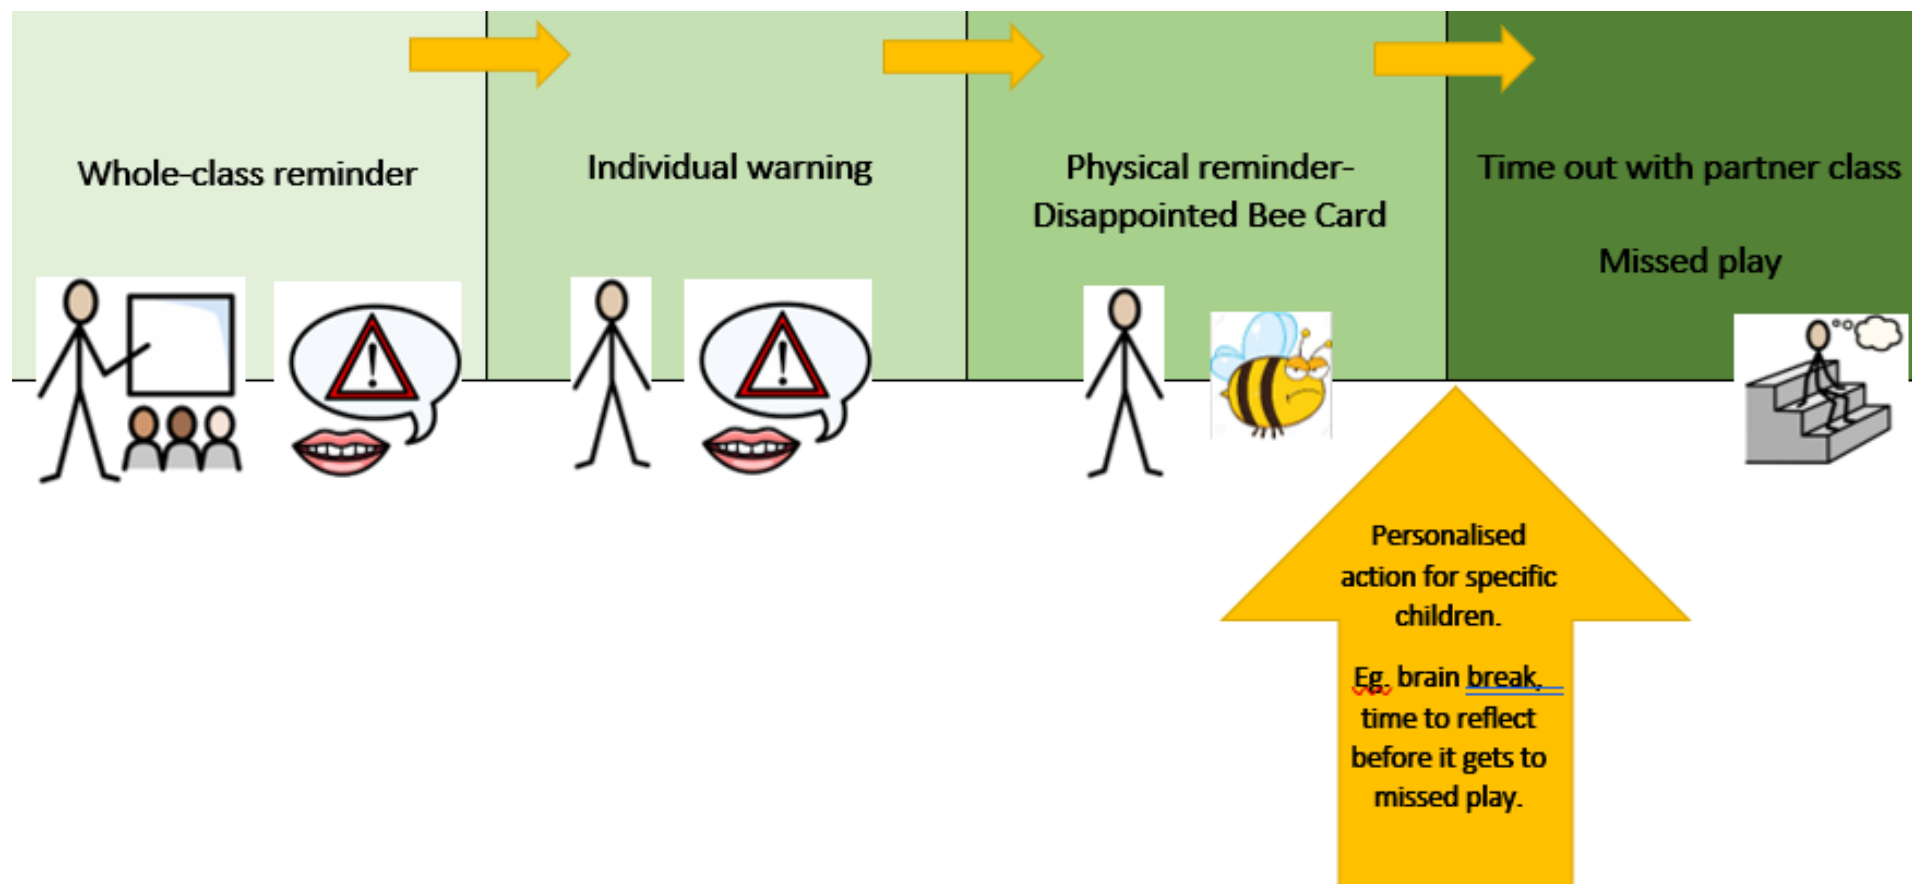 Whole-class reminder
Individual warning
Physical reminder-
Disappointed Bee Card
Time out with partner class
Missed play
Personalised
action for specific
children.
Eg. brain break,
time to reflect
before it gets to
missed play.